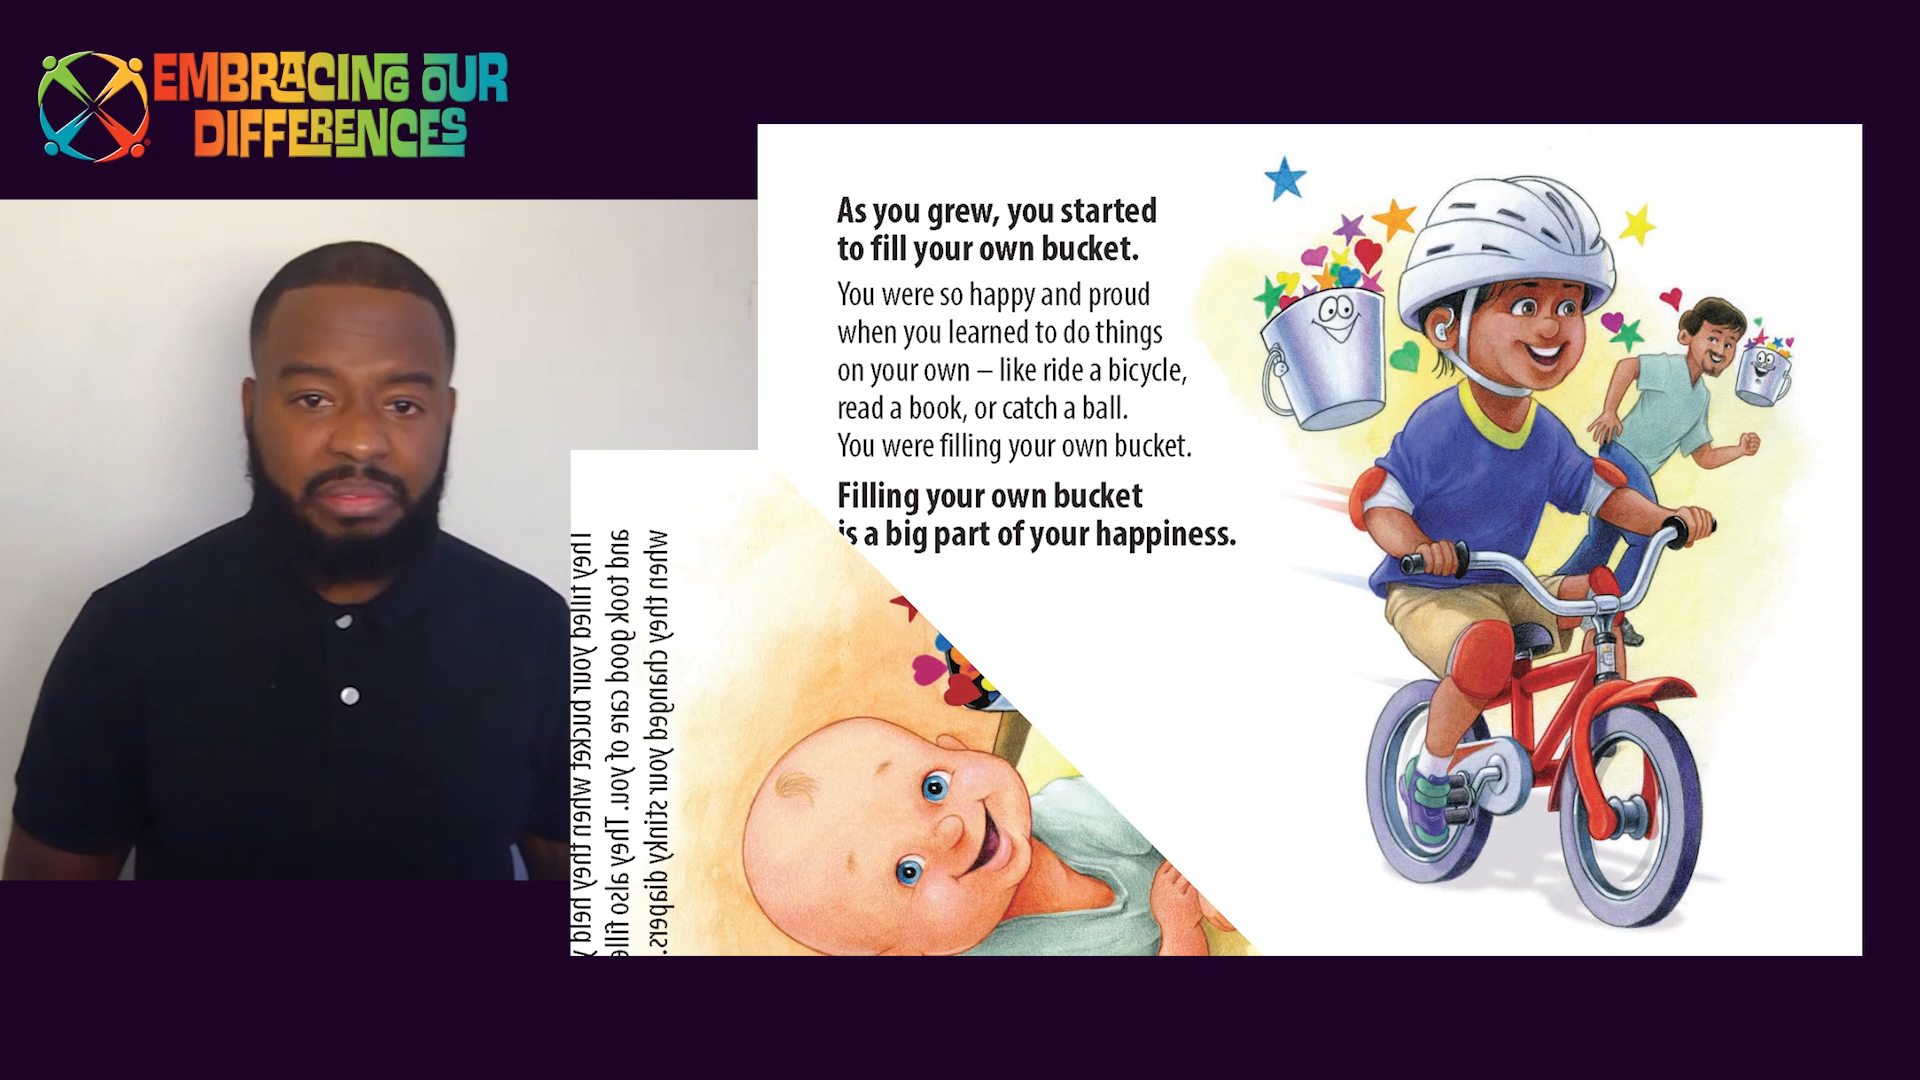 EMBRACING OUR
DIFFERENCES
As you grew, you started
to fill your own bucket.
You were so happy and proud
when you learned to do things
on your own – like ride a bicycle,
read a book, or catch a ball.
You were filling your own bucket.
Filling your own bucket
is a big part of your happiness.
They filled your bucket when they held
and took good care of you. They also fille
when they changed your stinky diapers.